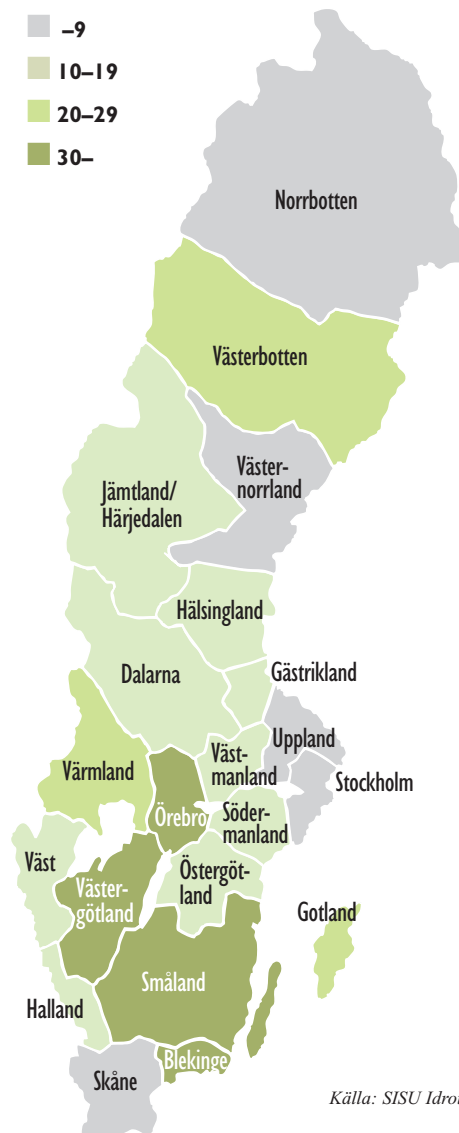 –9
10–19
20–29
30–
Norrbotten
Västerbotten
Väster-
norrland
Jämtland/
Härjedalen
Hälsingland
Dalarna
Gästrikland
Uppland
Väst-
manland
Stockholm
Värmland
Örebro
Söder-
manland
Väst
Östergöt-
land
Väster-
götland
Gotland
Småland
Halland
Blekinge
Skåne
Källa: SISU Idro